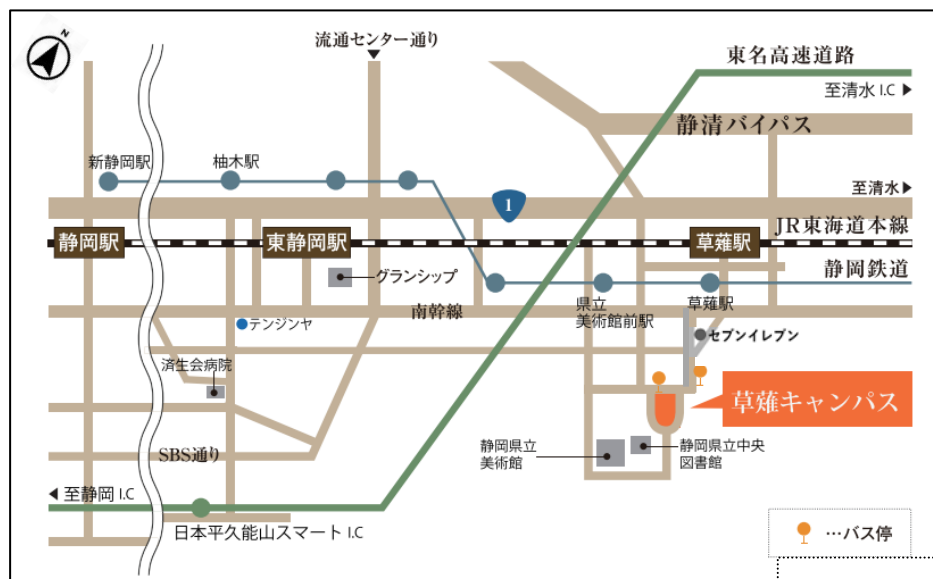 N
流通センター通り
東名高速道路
至清水 I.C
静清バイパス
新静岡駅
柚木駅
至清水
1
JR東海道本線
静岡駅
東静岡駅
草薙駅
静岡鉄道
グランシップ
県立
美術館前駅
草薙駅
南幹線
テンジンヤ
セブンイレブン
済生会病院
草薙キャンパス
静岡県立
美術館
静岡県立中央
図書館
SBS通り
至静岡 I.C
日本平久能山スマート I.C
…バス停